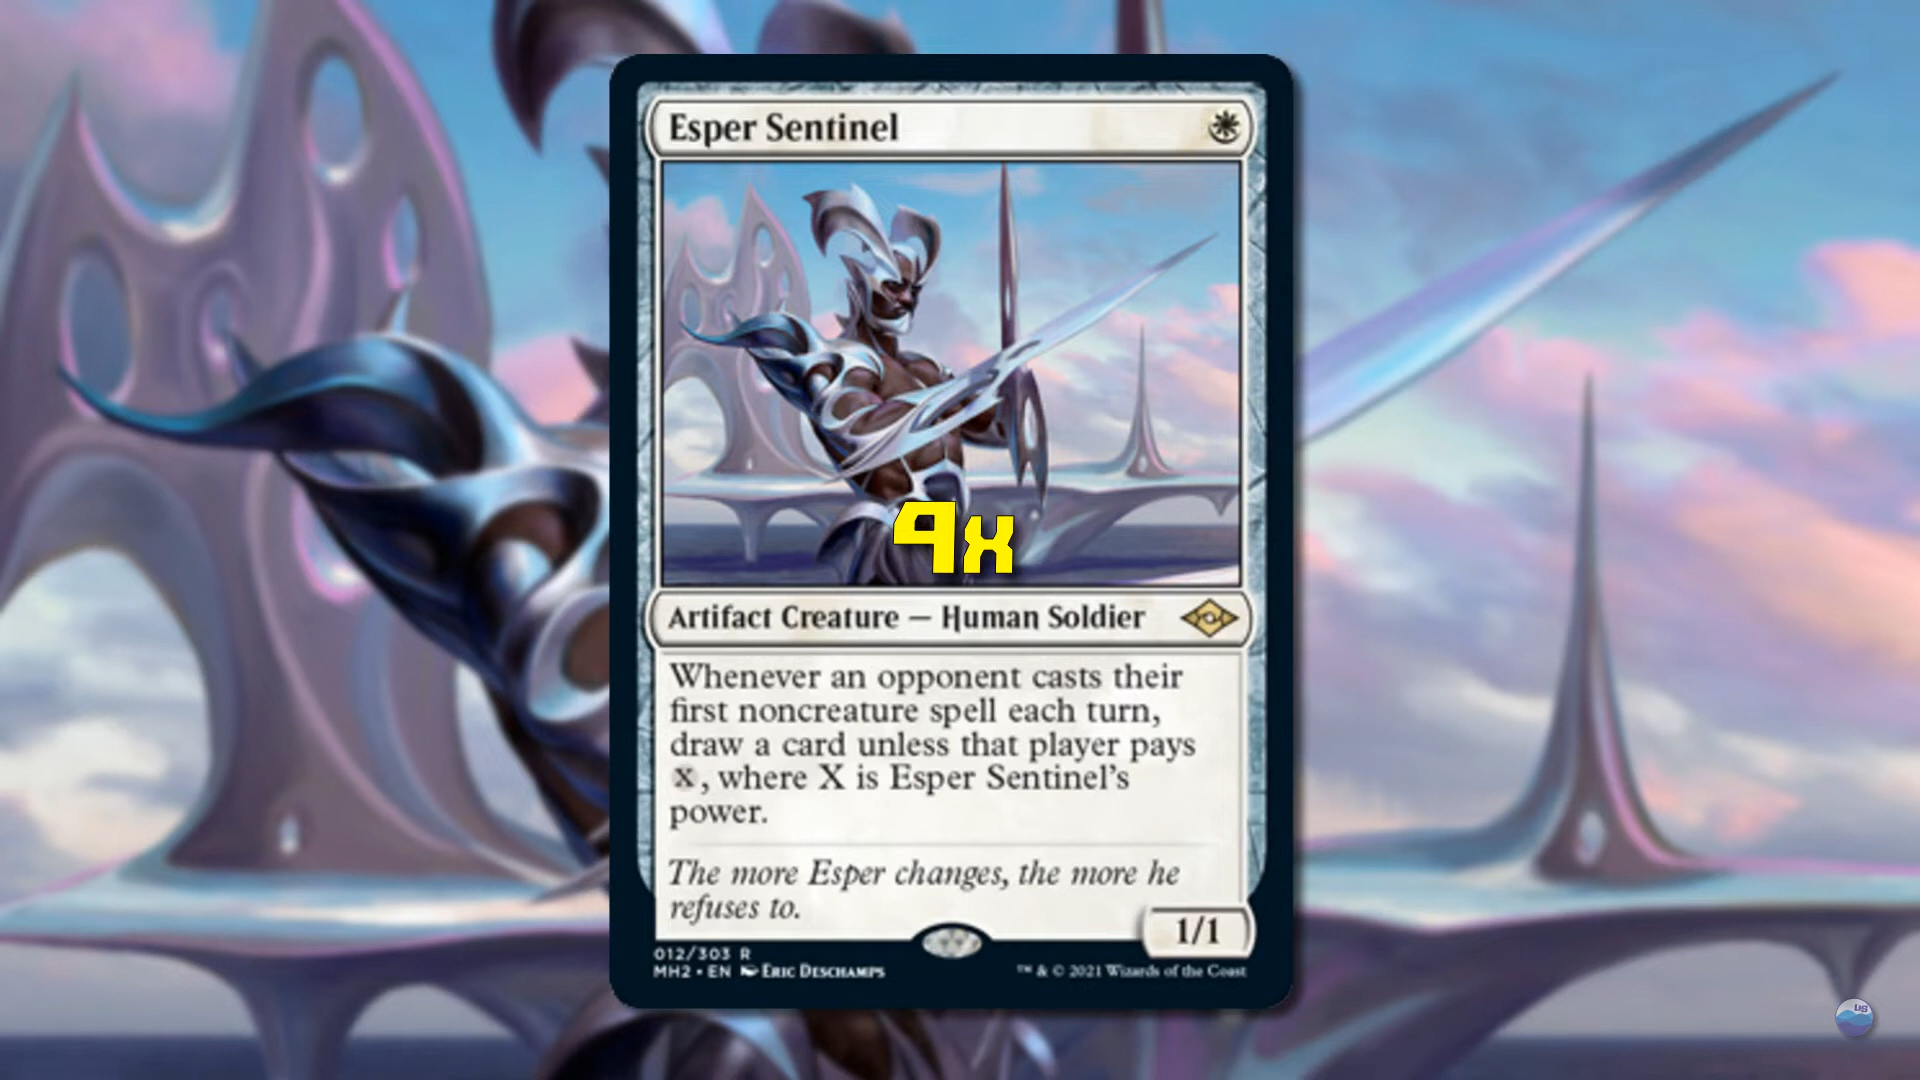 Esper Sentinel
4x
Artifact Creature — Human Soldier
Whenever an opponent casts their
first noncreature spell each turn,
draw a card unless that player pays
X, where X is Esper Sentinel's
power.
The more Esper changes, the more he
refuses to.
1/1
012/303 R
MH2 • EN Eric Deschamps
™ & © 2021 Wizards of the Coast